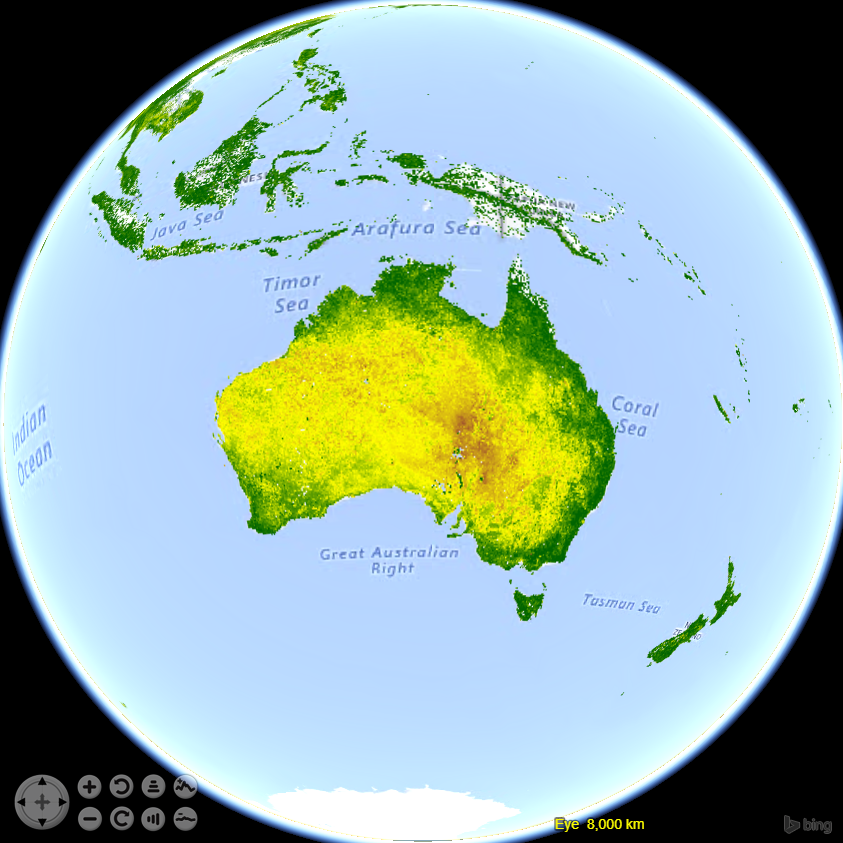 Java Sea
Arafura Sea
Timor
Sea
Coral
Sea
Indian
Ocean
Great Australian
Right
Tasman Sea
Eye 8,000 km
bing